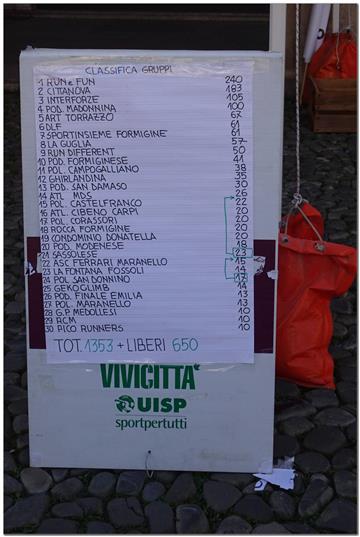 CLASSIFICA GRUPPI
1 RUN e FUN 240
2 CITTANOVA 183
3 INTERFORZE 105
4 POD. MADONNINA 100
5 ART TORRAZZO 67
6 DLF 61
7 SPORTINSIEME FORMIGINE 61
8 LA GUGLIA 57
9 RUN DIFFERENT 50
10 POD. FORMIGINESE 41
11 POL. CAMPOGALLIANO 38
12 GHIRLANDINA 35
13 POD. SAN DAMASO 30
14 ATL. MDS 26
15 POL. CASTELFRANCO 22
16 ATL. CIBENO CARPI 20
17 POL. CORASSORI 20
18 ROCCA FORMIGINE 20
19 CONDOMINIO DONATELLA 20
20 POD. MODENESE 18
21 SASSOLESE 23
22 ASC FERRARI MARANELLO 15
23 LA FONTANA FOSSOLI 14
24 POL SAN DONNINO 17
25 GEKOCLIMB 14
26 POD. FINALE EMILIA 13
27 POL. MARANELLO 13
28 G.P MEDOLLESI 10
29 RCM 10
30 PICO RUNNERS 10
TOT. 1353 + LIBERI 650
VIVICITTÀ
UISP
sportpertutti